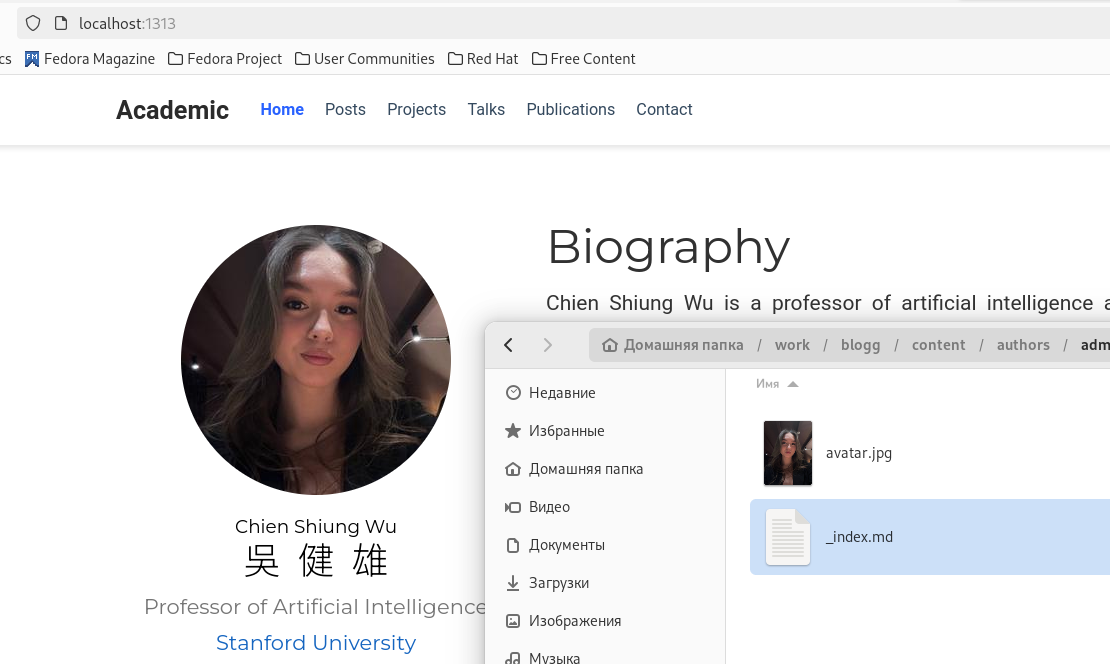 localhost:1313
cs Fedora Magazine Fedora Project User Communities Red Hat Free Content
Academic Home Posts Projects Talks Publications Contact
Biography
Chien Shiung Wu is a professor of artificial intelligence
Домашняя папка / work / blogg / content / authors / adm
Имя
Недавние
Избранные
Домашняя папка
Видео
Документы
Загрузки
Изображения
Музыка
avatar.jpg
_index.md
Chien Shiung Wu
吳健雄
Professor of Artificial Intelligence
Stanford University